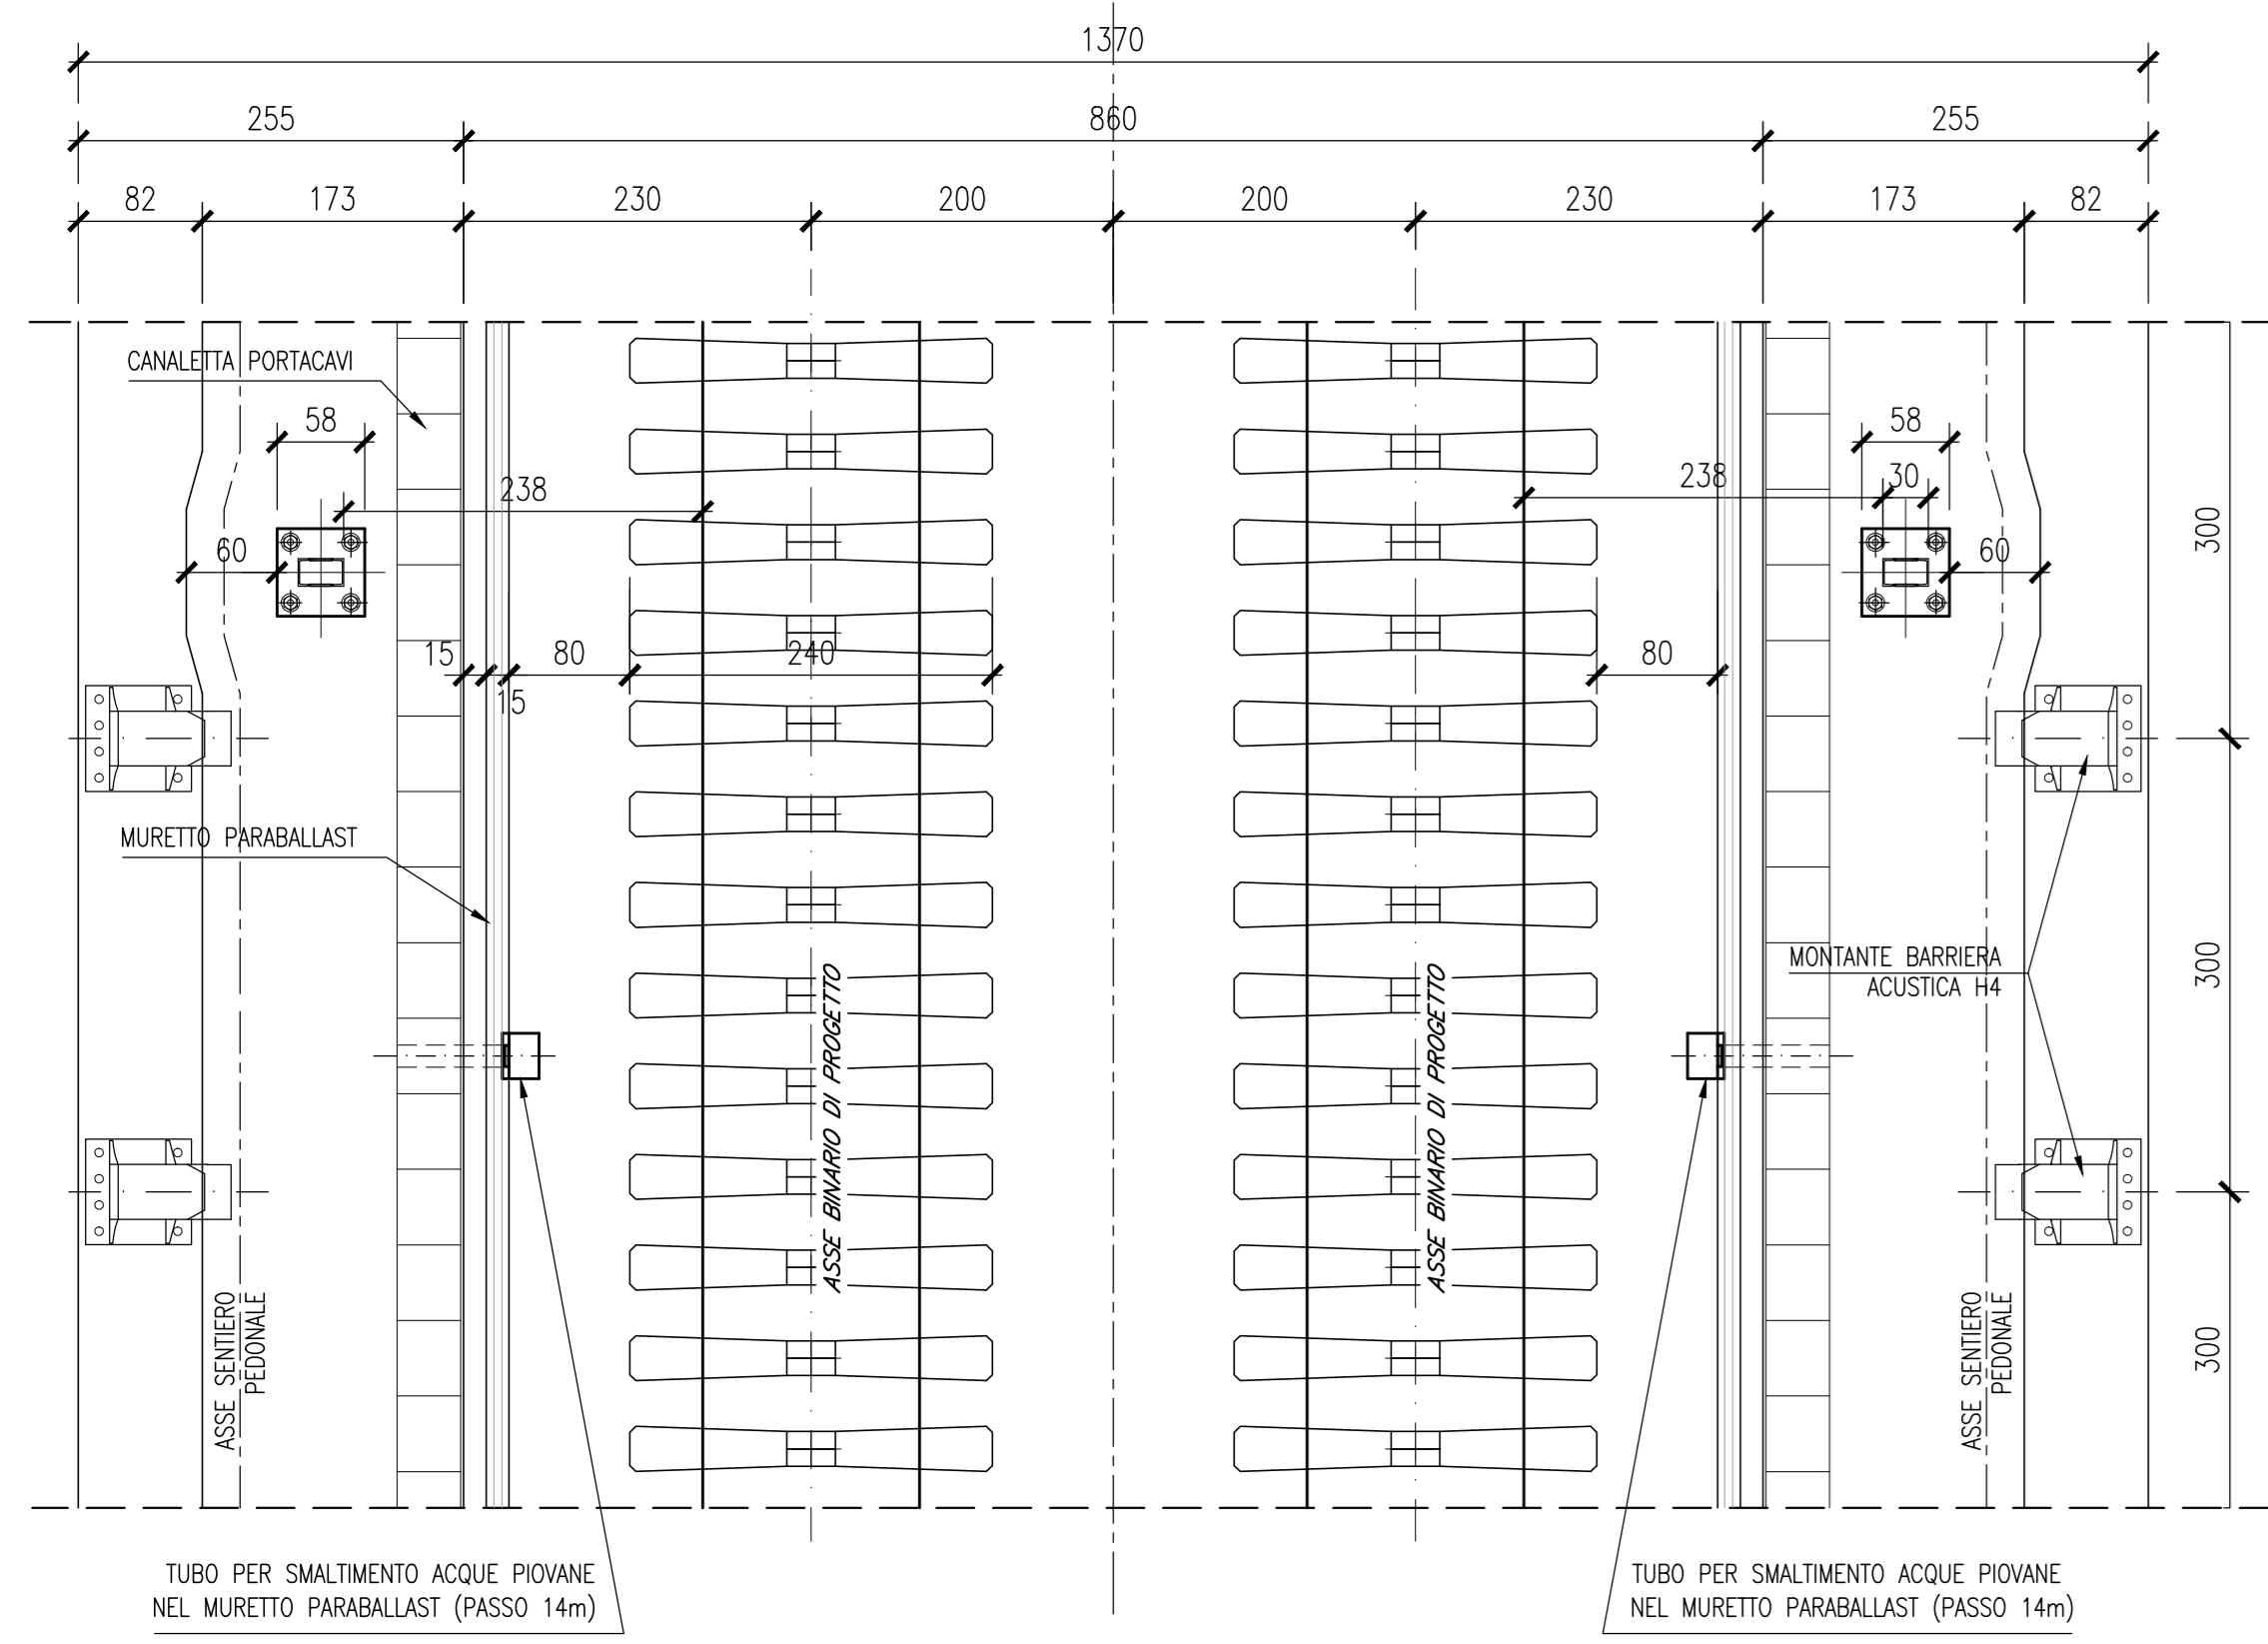 1370
255 860 255
82 173 230 200 200 230 173 82
CANALETTA PORTACAVI
58 58
238 238 30
300
60 60
15 80 240 80
15
MURETTO PARABALLAST
MONTANTE BARRIERA
ACUSTICA H4
300
ASSE BINARIO DI PROGETTO
ASSE BINARIO DI PROGETTO
ASSE SENTIERO
PEDONALE
ASSE SENTIERO
PEDONALE
300
TUBO PER SMALTIMENTO ACQUE PIOVANE
NEL MURETTO PARABALLAST (PASSO 14m)
TUBO PER SMALTIMENTO ACQUE PIOVANE
NEL MURETTO PARABALLAST (PASSO 14m)